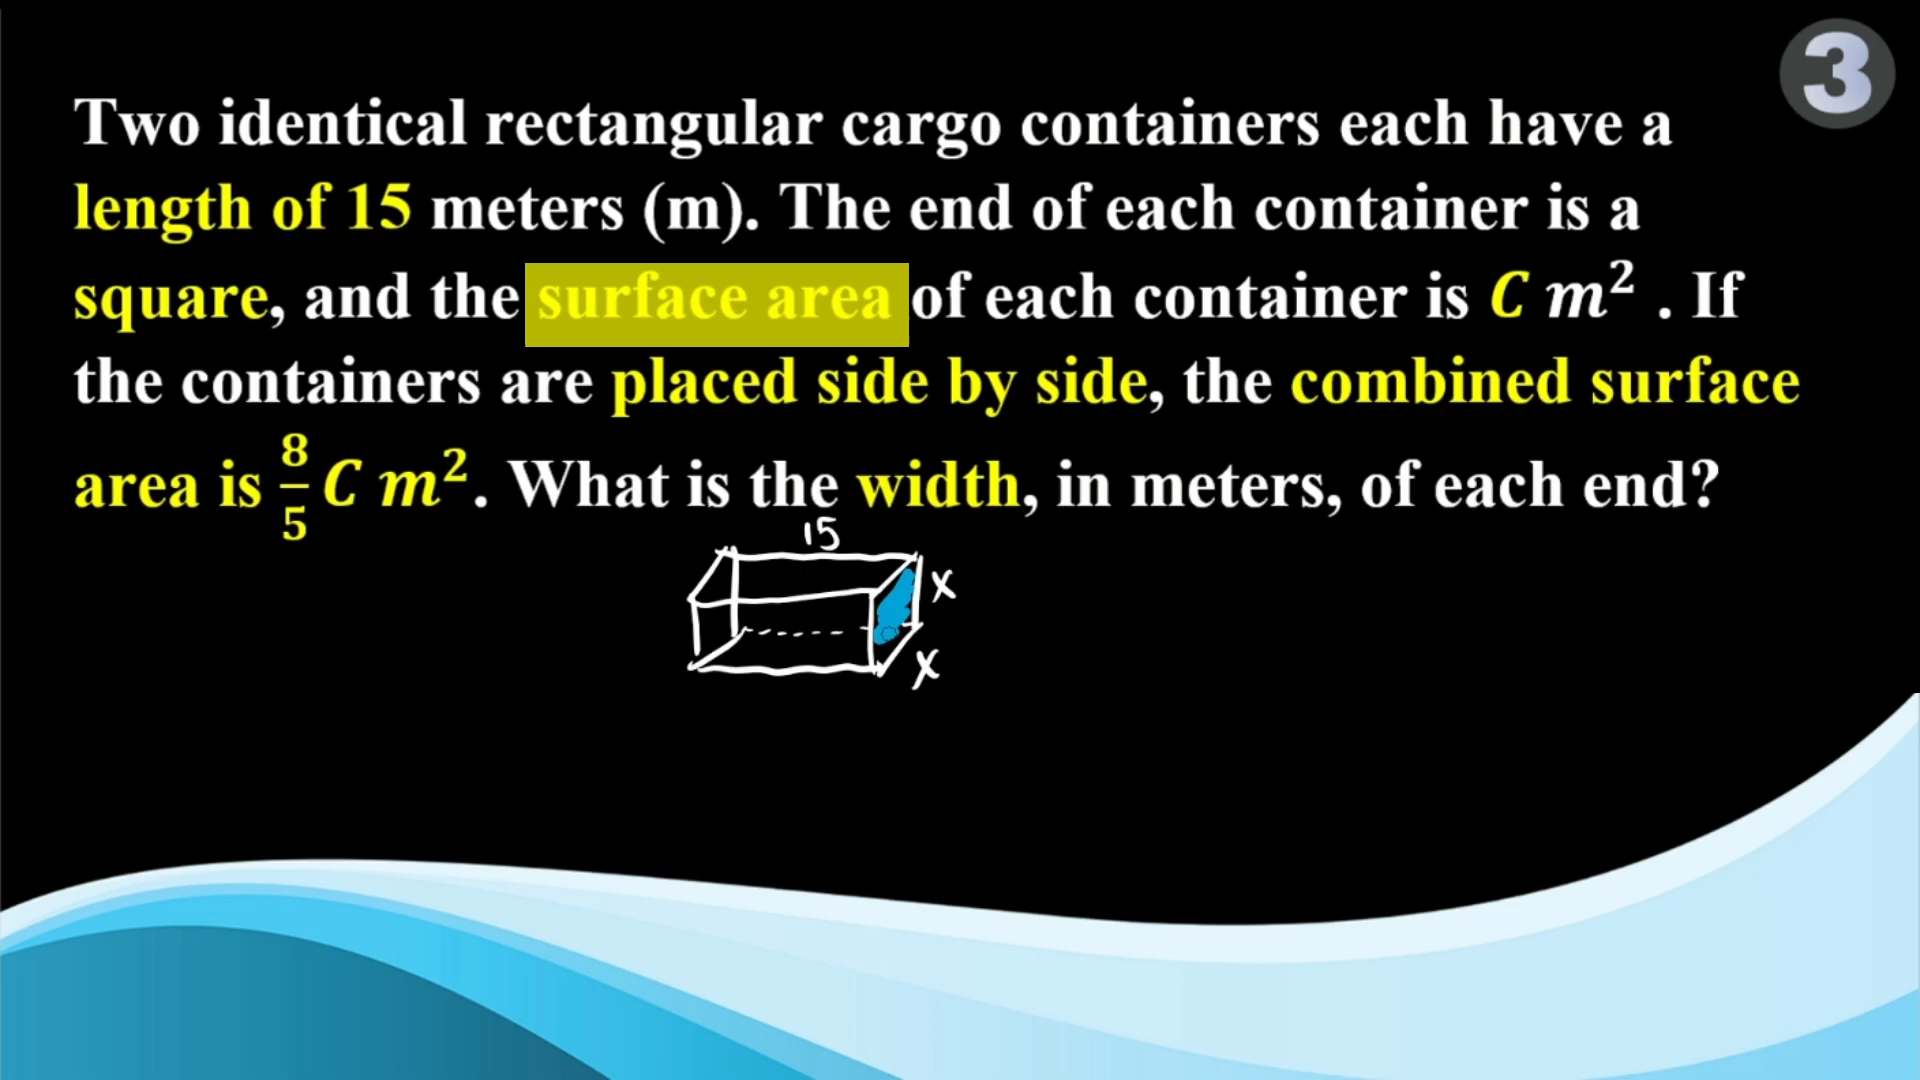 3
Two identical rectangular cargo containers each have a
length of 15 meters (m). The end of each container is a
square, and the surface area of each container is C m² . If
the containers are placed side by side, the combined surface
area is 8/5 C m². What is the width, in meters, of each end?
15
x
x